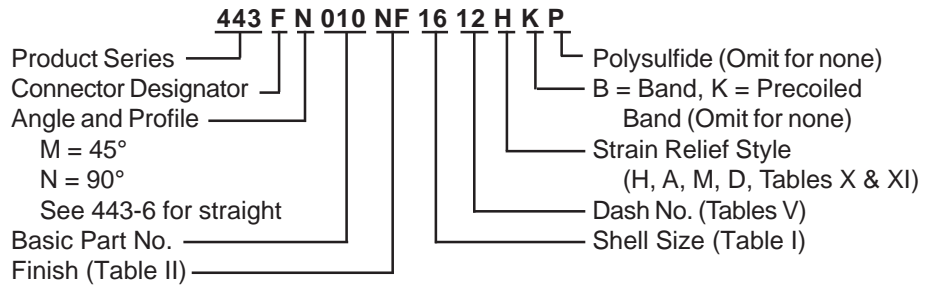 443 F N 010 NF 16 12 H K P
Product Series
Connector Designator
Angle and Profile
M = 45°
N = 90°
See 443-6 for straight
Basic Part No.
Finish (Table II)
Polysulfide (Omit for none)
B = Band, K = Precoiled
Band (Omit for none)
Strain Relief Style
(H, A, M, D, Tables X & XI)
Dash No. (Tables V)
Shell Size (Table I)